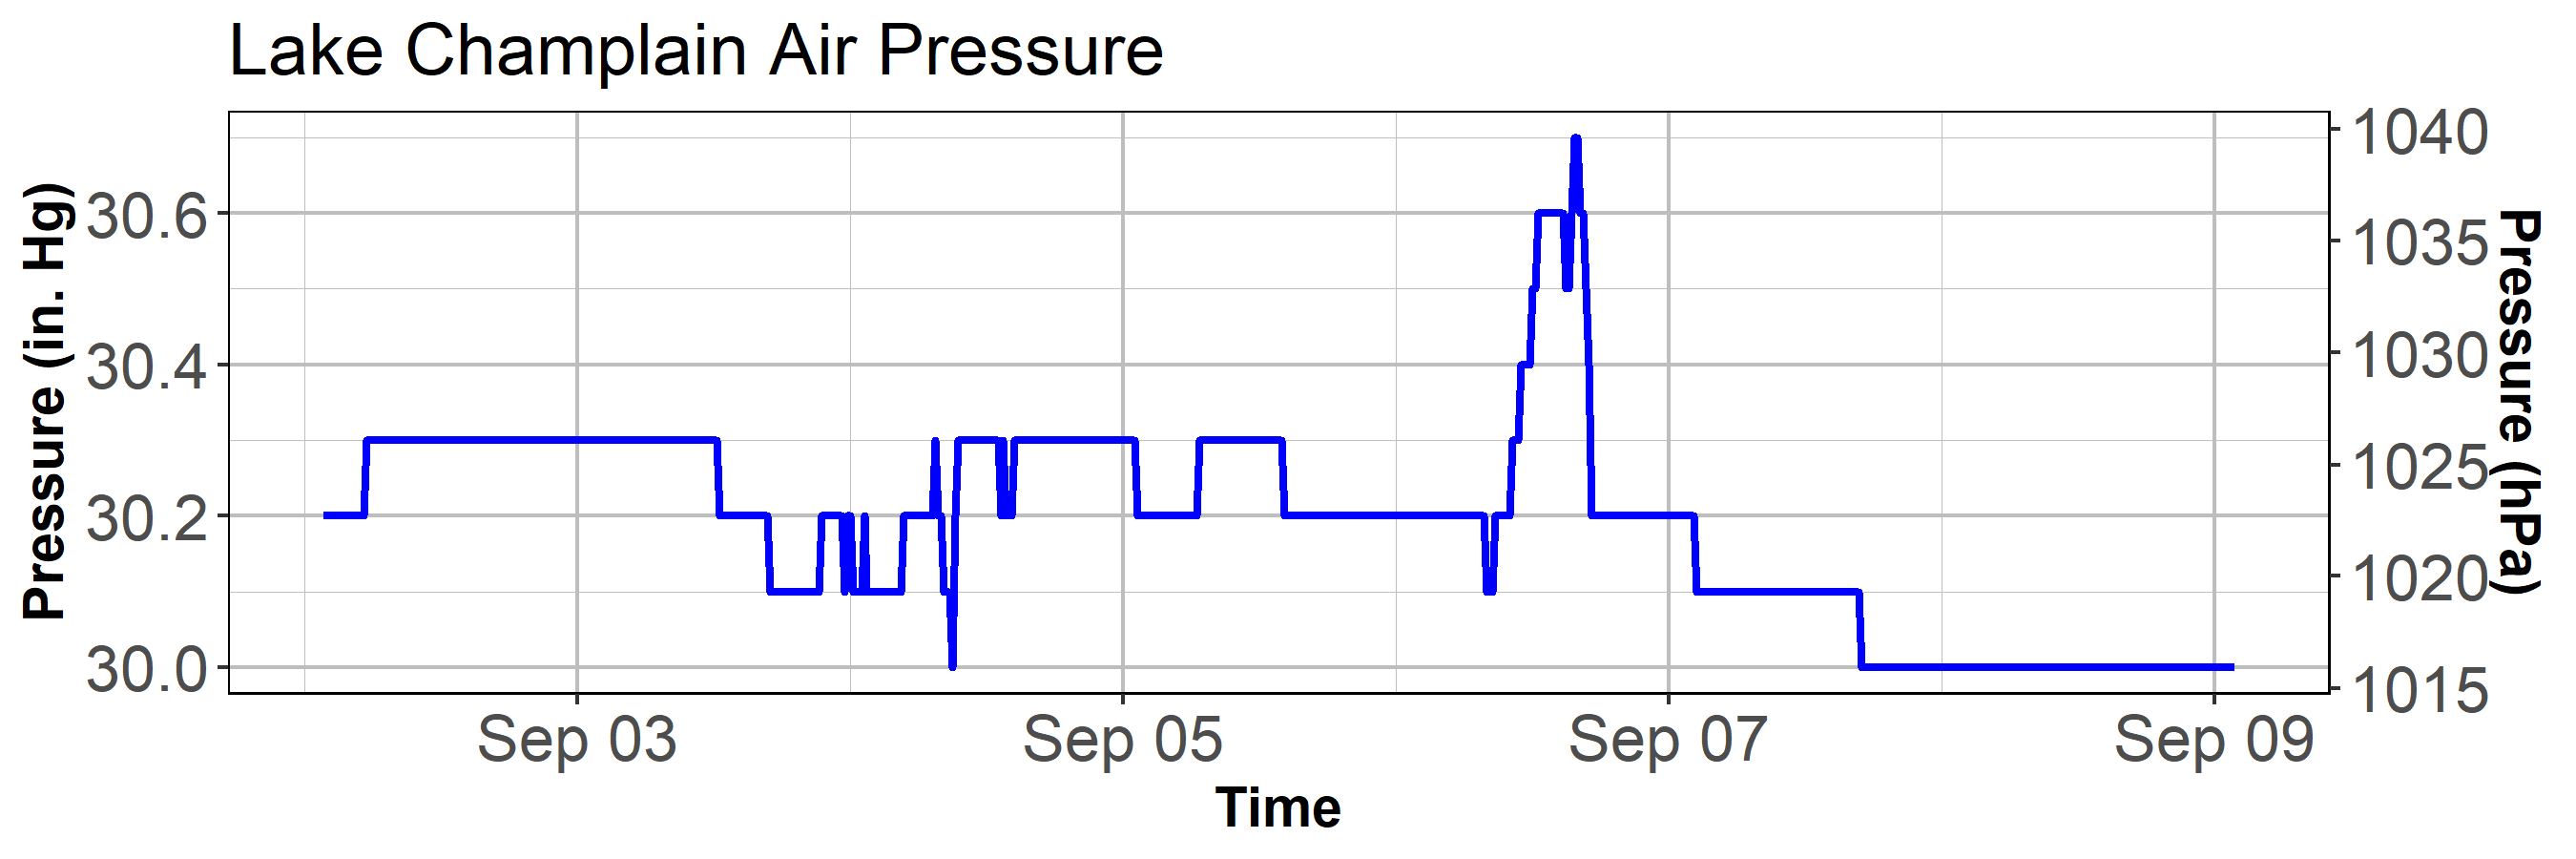 Lake Champlain Air Pressure
Pressure (in. Hg)
30.6
30.4
30.2
30.0
1040
1035
1030
1025
1020
1015
Pressure (hPa)
Sep 03 Sep 05 Sep 07 Sep 09
Time